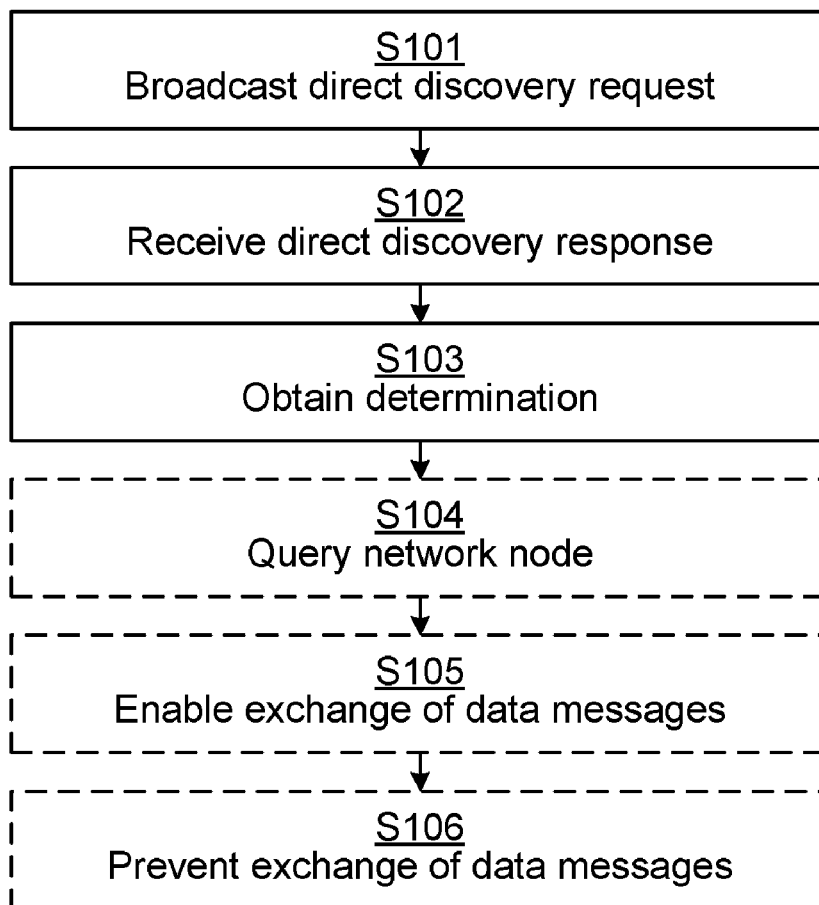 S101
Broadcast direct discovery request
S102
Receive direct discovery response
S103
Obtain determination
S104
Query network node
S105
Enable exchange of data messages
S106
Prevent exchange of data messages